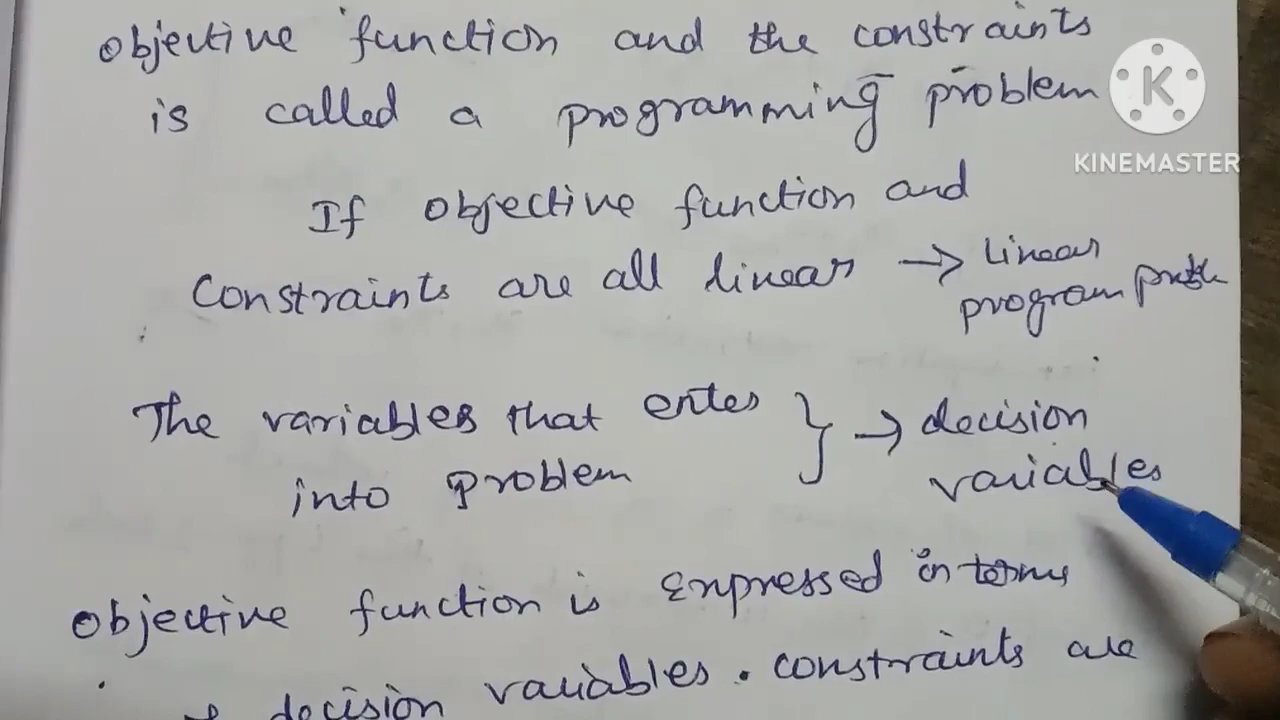 objective function and the constraints
is called a programming problem
KINEMASTER
If objective function and
constraints are all linear → linear
program proble
The variables that enter } → decision
into problem variables
objective function is expressed in terms
of decision variables. constraints are